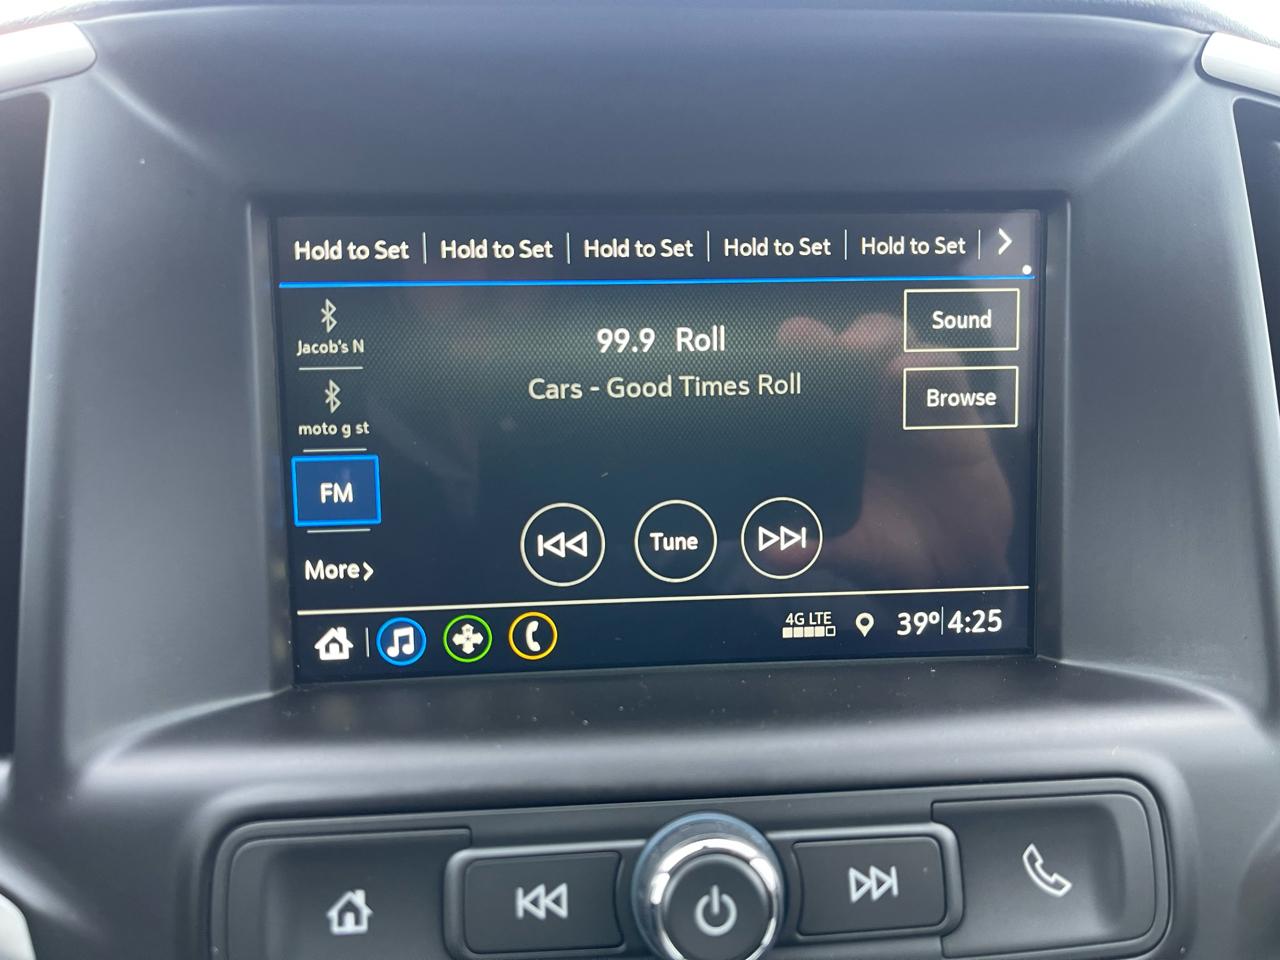 Hold to Set Hold to Set Hold to Set Hold to Set Hold to Set
Jacob's N
99.9 Roll
Sound
Cars - Good Times Roll
Browse
moto g st
FM
Tune
More
4G LTE
39° 4:25